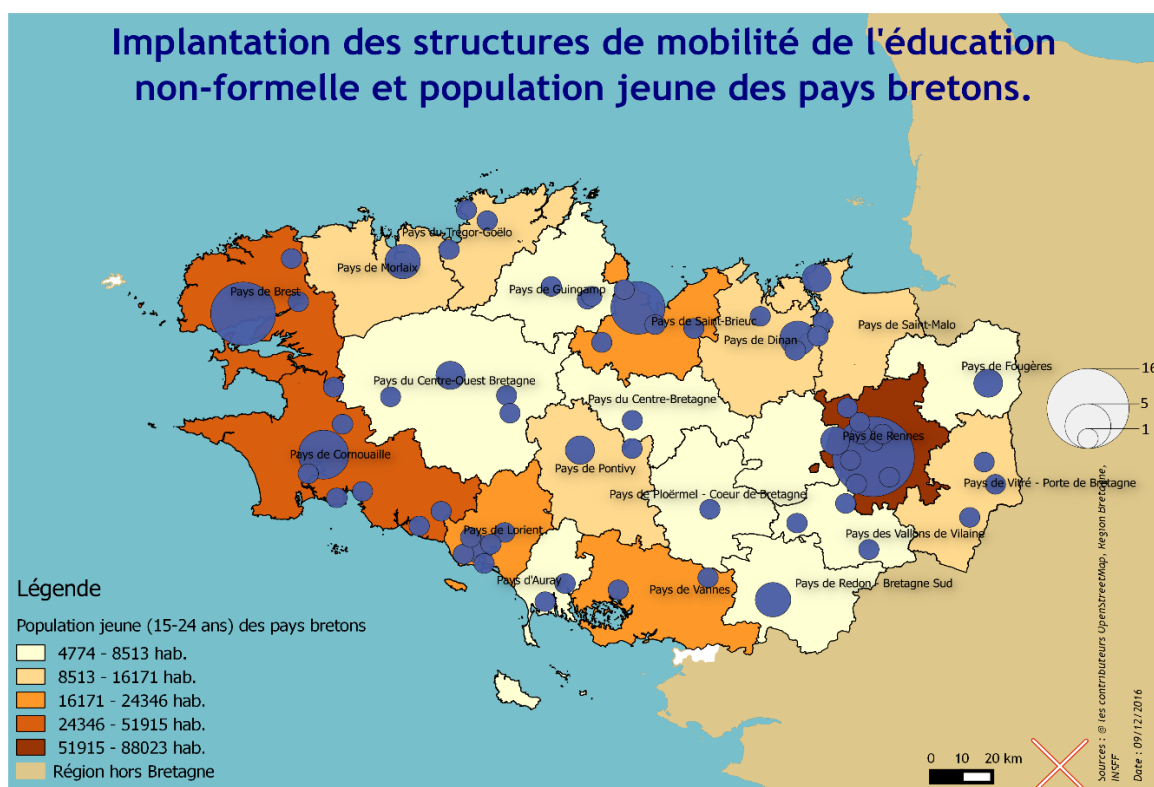 Implantation des structures de mobilité de l'éducation
non-formelle et population jeune des pays bretons.
Pays du Trégor-Goëlo
Pays de Morlaix
Pays de Guingamp
Pays de Brest
Pays de Saint-Brieuc
Pays de Saint-Malo
Pays de Dinan
Pays de Fougères
Pays du Centre-Ouest Bretagne
Pays du Centre-Bretagne
Pays de Rennes
Pays de Cornouaille
Pays de Pontivy
Pays de Vitré - Porte de Bretagne
Pays de Ploërmel - Coeur de Bretagne
Pays de Lorient
Pays des Vallons de Vilaine
Pays d'Auray
Pays de Vannes
Pays de Redon - Bretagne Sud
16
5
1
Légende
Population jeune (15-24 ans) des pays bretons
4774 - 8513 hab.
8513 - 16171 hab.
16171 - 24346 hab.
24346 - 51915 hab.
51915 - 88023 hab.
Région hors Bretagne
0 10 20 km
Sources : @ les contributeurs OpenStreetMap, Région bretagne,
INSEE
Date : 09/12/2016